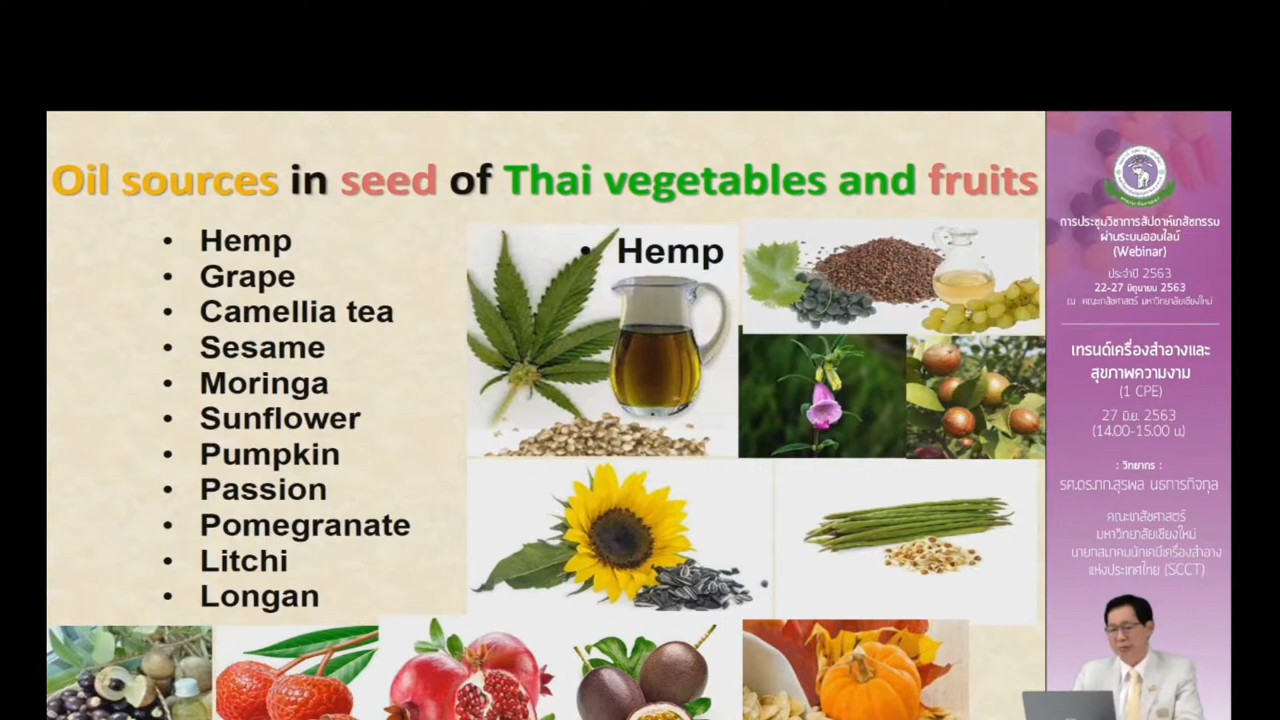 Oil sources in seed of Thai vegetables and fruits
• Hemp
• Grape
• Camellia tea
• Sesame
• Moringa
• Sunflower
• Pumpkin
• Passion
• Pomegranate
• Litchi
• Longan
• Hemp
การประชุมวิชาการสัปดาห์เภสัชกรรม
ผ่านระบบออนไลน์
(Webinar)
ประจำปี 2563
22-27 มิถุนายน 2563
ณ คณะเภสัชศาสตร์ มหาวิทยาลัยเชียงใหม่
เทรนด์เครื่องสำอางและ
สุขภาพความงาม
(1 CPE)
27 มิ.ย. 2563
(14.00-15.00 น)
: วิทยากร :
รศ.ดร.ภก.สุรพล นธการกิจกุล
คณะเภสัชศาสตร์
มหาวิทยาลัยเชียงใหม่
นายกสมาคมนักเคมีเครื่องสำอาง
แห่งประเทศไทย (SCCT)